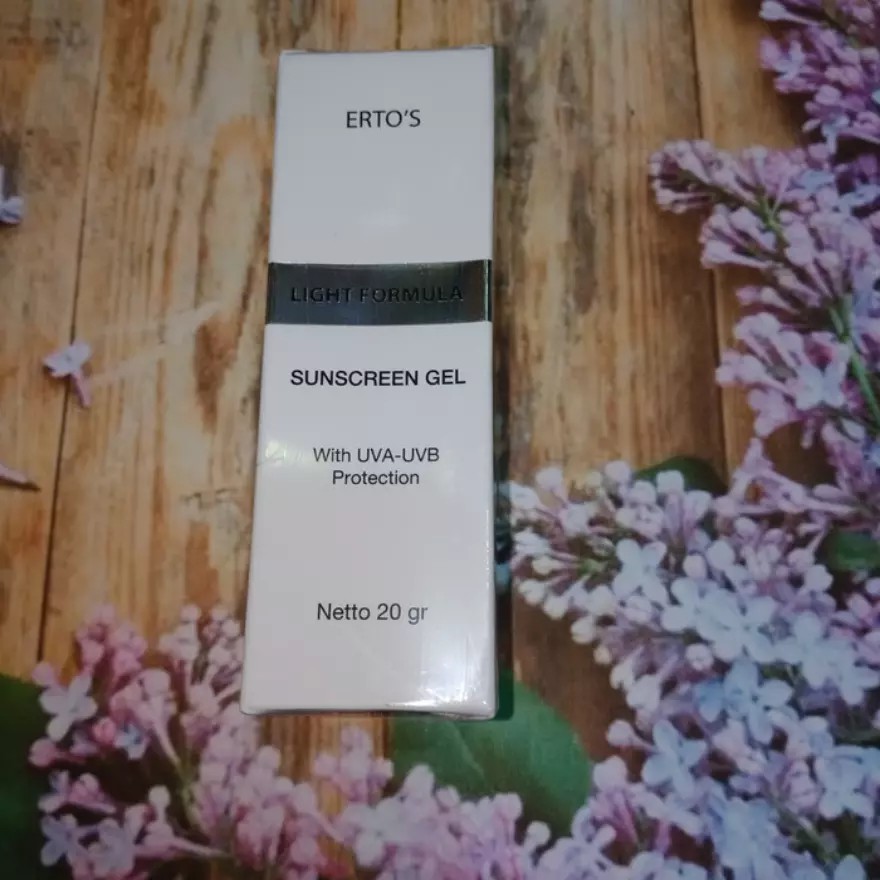 ERTO'S
LIGHT FORMULA
SUNSCREEN GEL
With UVA-UVB
Protection
Netto 20 gr